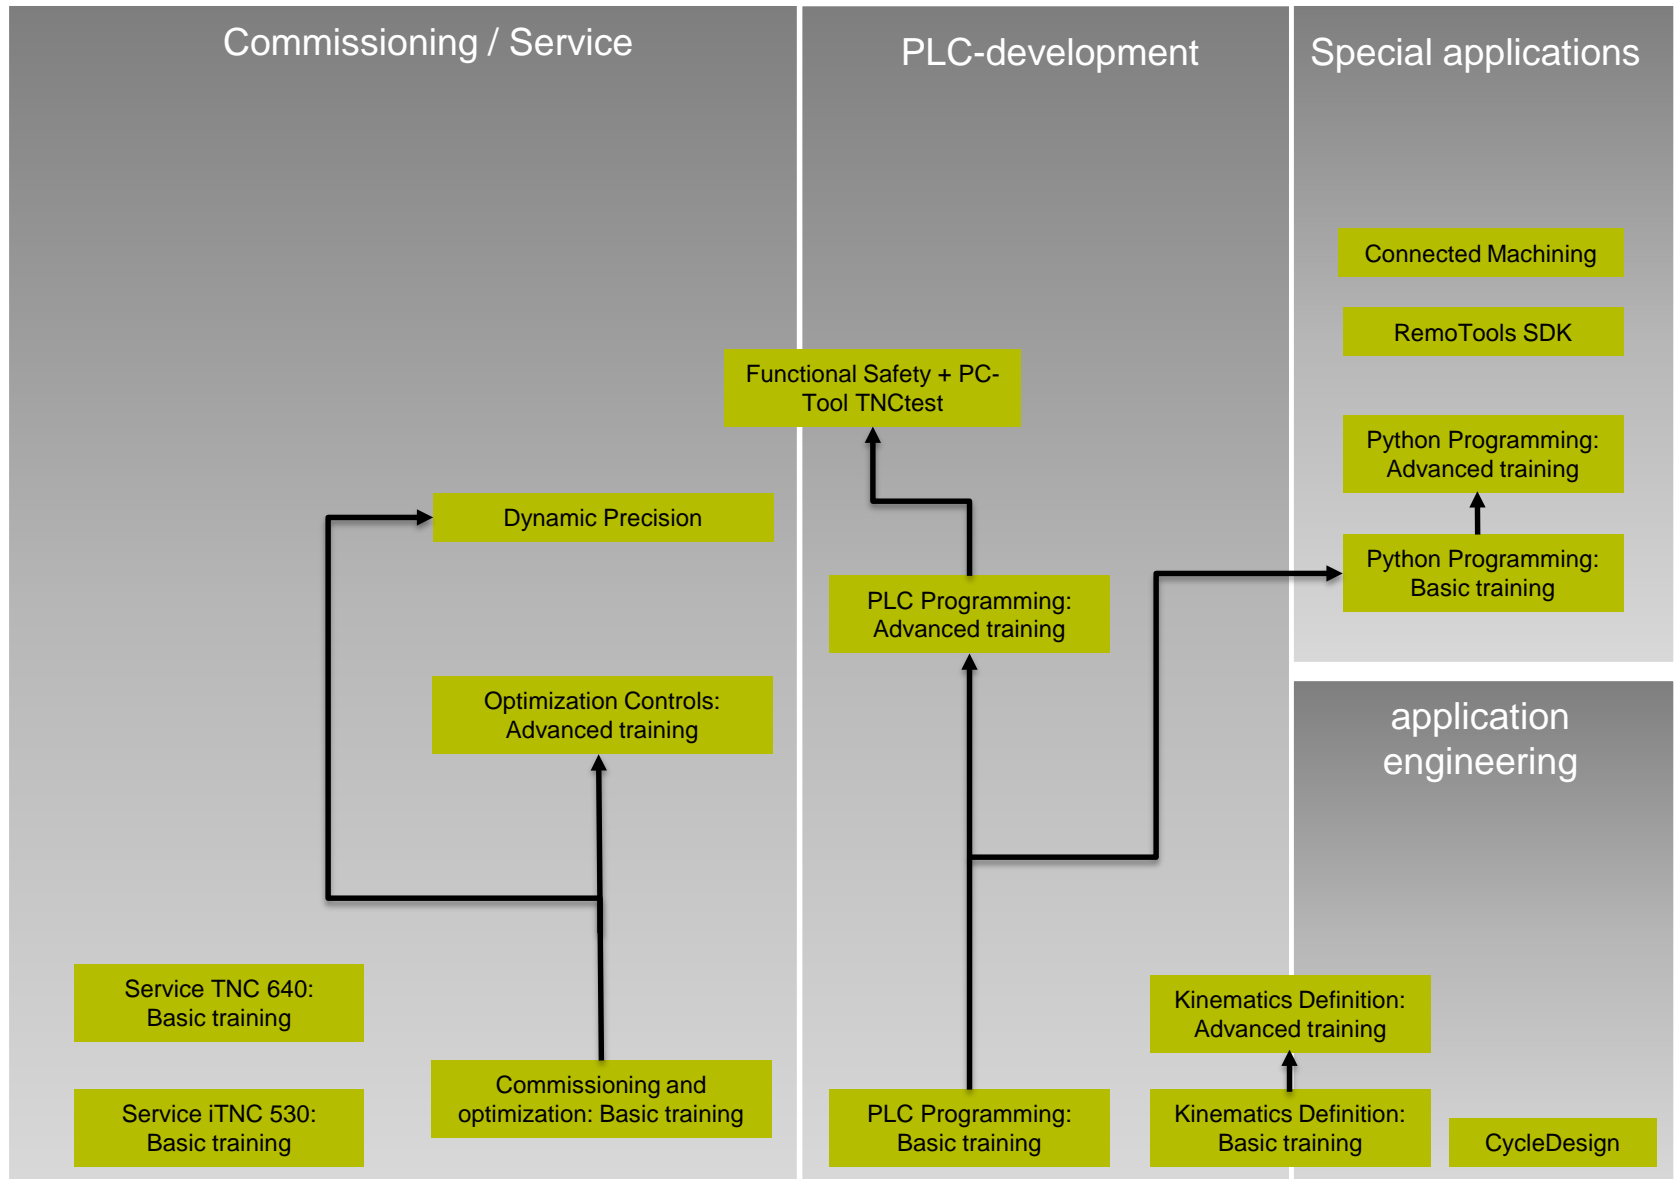 Commissioning / Service
PLC-development
Special applications
Connected Machining
RemoTools SDK
Functional Safety + PC-
Tool TNCtest
Python Programming:
Advanced training
Dynamic Precision
Python Programming:
Basic training
PLC Programming:
Advanced training
Optimization Controls:
Advanced training
application
engineering
Service TNC 640:
Basic training
Kinematics Definition:
Advanced training
Commissioning and
optimization: Basic training
Service iTNC 530:
Basic training
PLC Programming:
Basic training
Kinematics Definition:
Basic training
CycleDesign